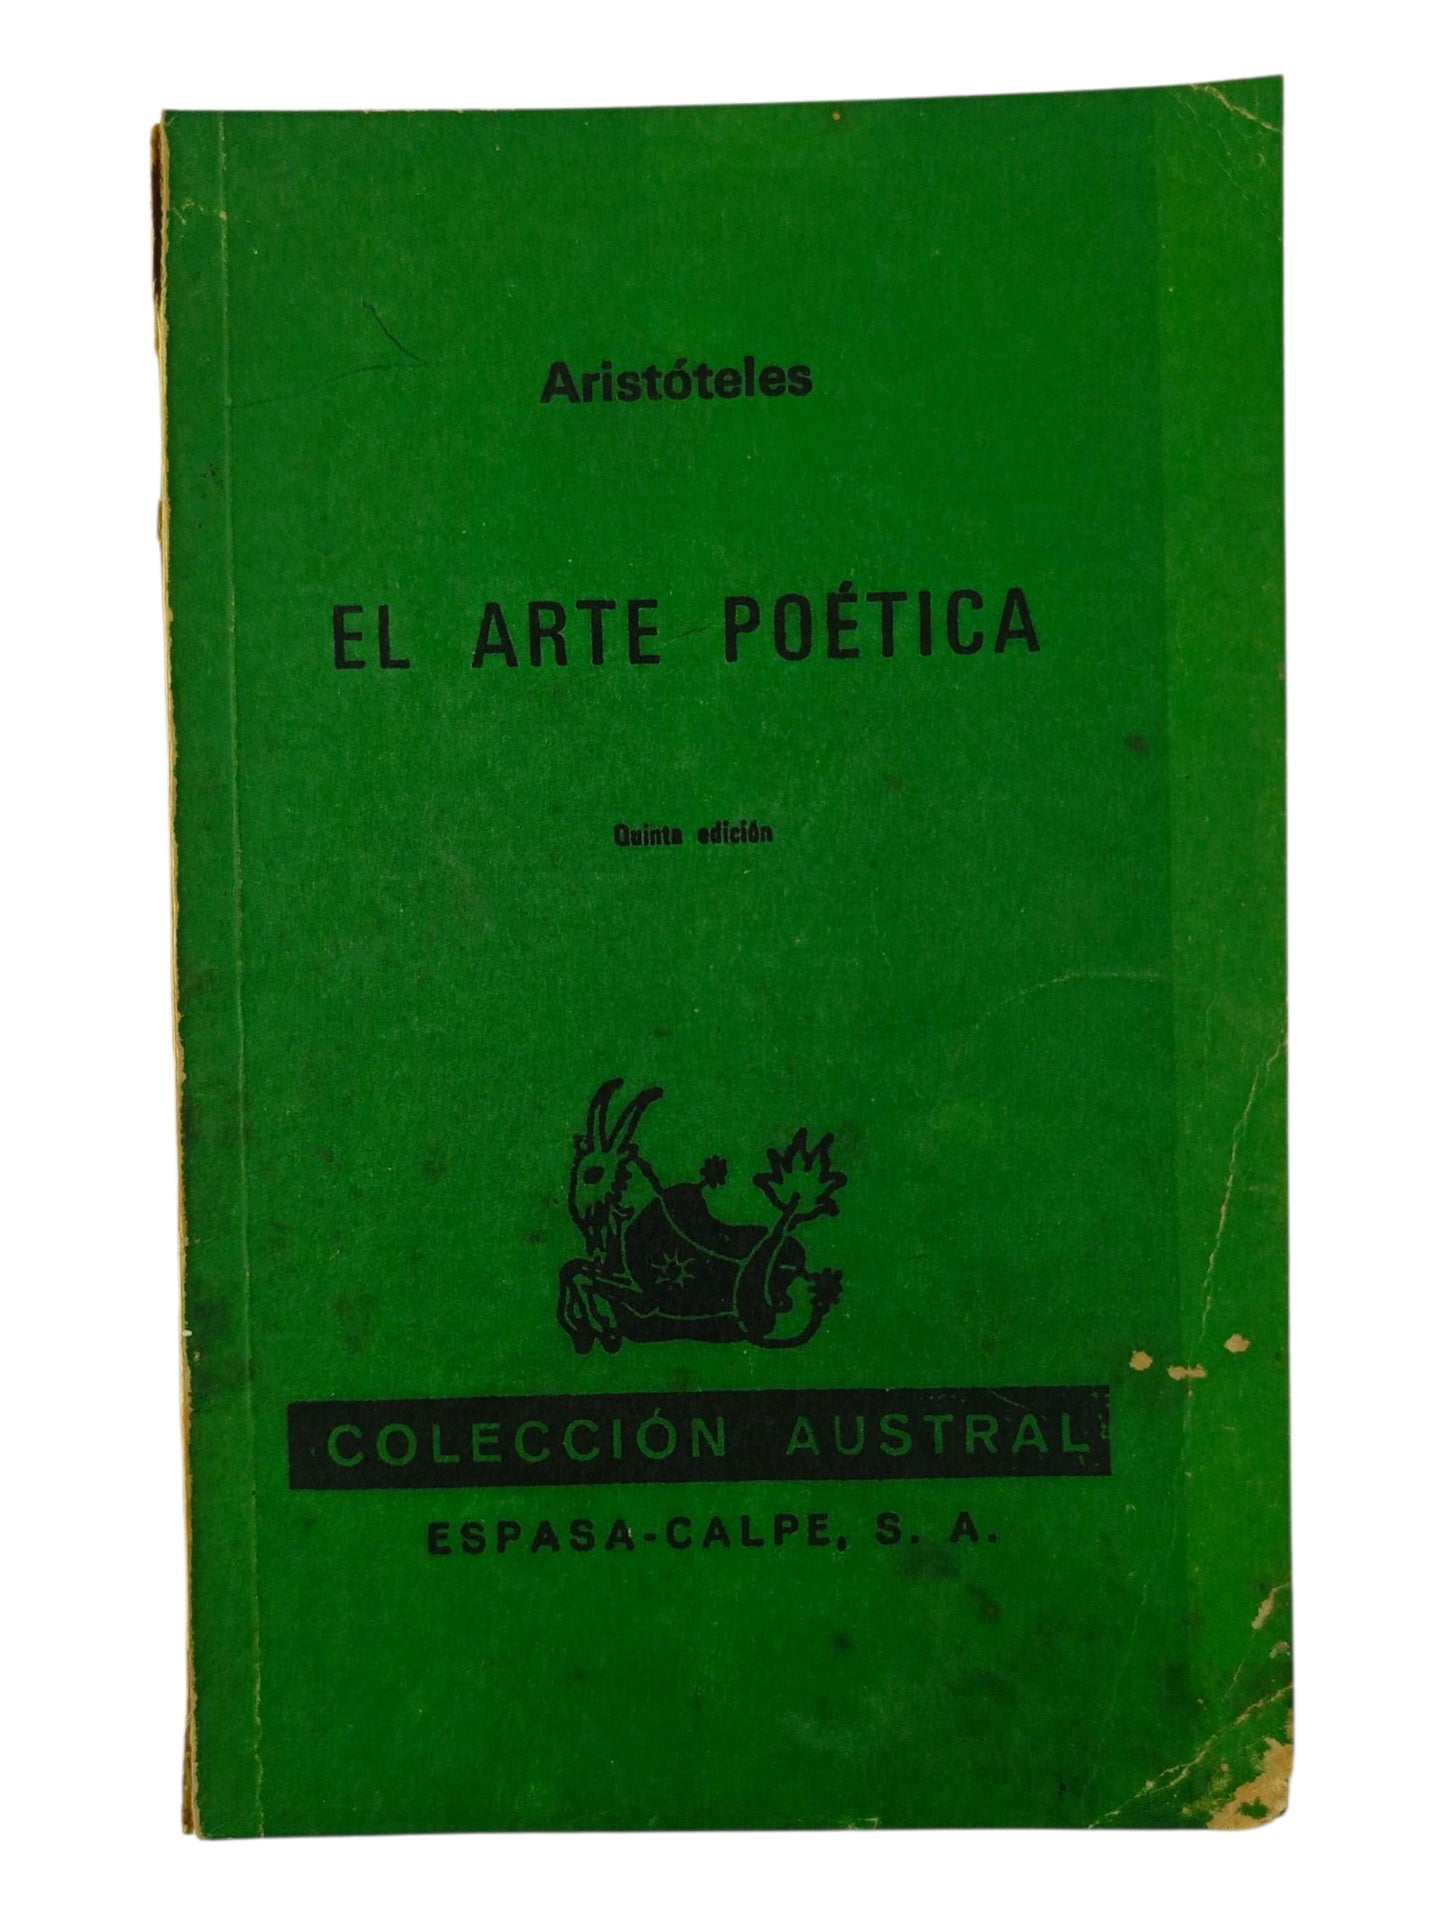 Aristóteles
EL ARTE POÉTICA
Quinta edición
COLECCIÓN AUSTRAL
ESPASA-CALPE, S. A.